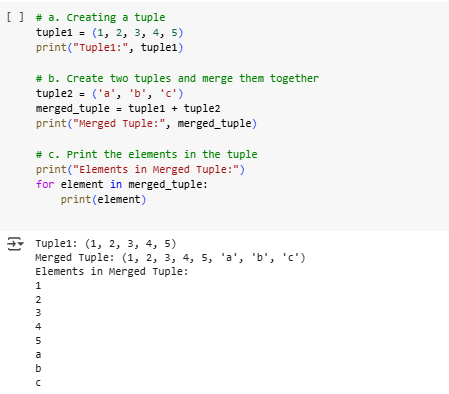 [ ] # a. Creating a tuple
tuple1 = (1, 2, 3, 4, 5)
print("Tuple1:", tuple1)
# b. Create two tuples and merge them together
tuple2 = ('a', 'b', 'c')
merged_tuple = tuple1 + tuple2
print("Merged Tuple:", merged_tuple)
# c. Print the elements in the tuple
print("Elements in Merged Tuple:")
for element in merged_tuple:
    print(element)
Tuple1: (1, 2, 3, 4, 5)
Merged Tuple: (1, 2, 3, 4, 5, 'a', 'b', 'c')
Elements in Merged Tuple:
1
2
3
4
5
a
b
c